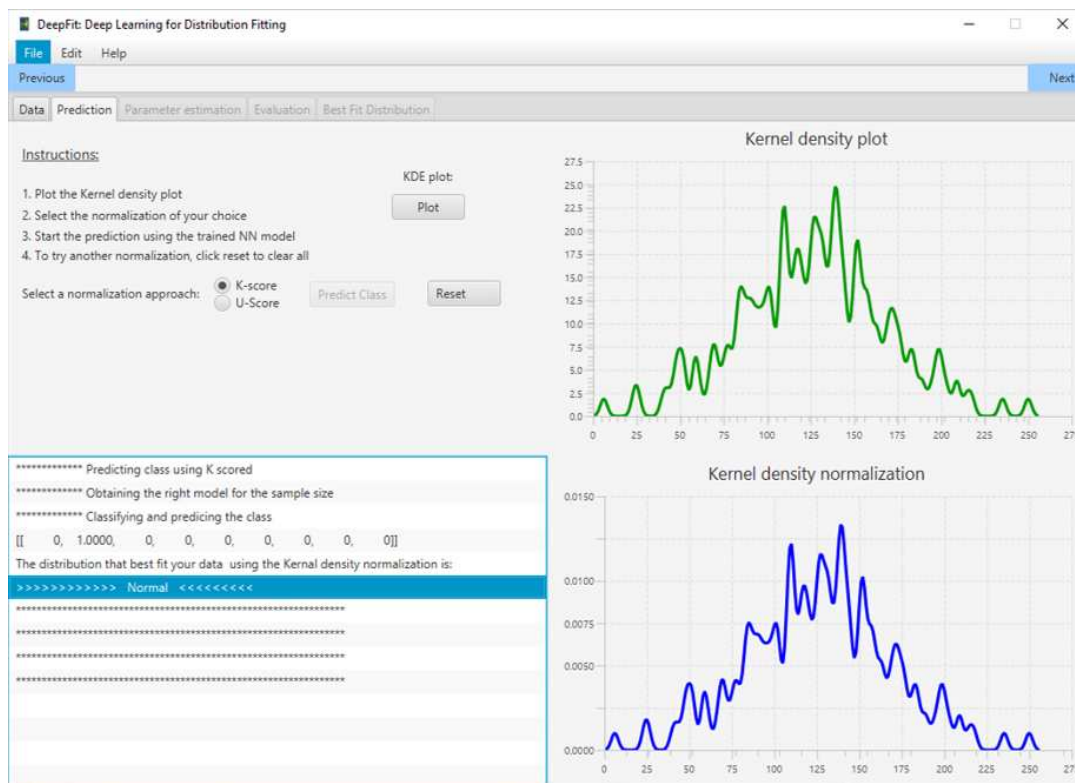 DeepFit: Deep Learning for Distribution Fitting
File Edit Help
Previous Next
Data Prediction Parameter estimation Evaluation Best Fit Distribution
Instructions:
1. Plot the Kernel density plot
2. Select the normalization of your choice
3. Start the prediction using the trained NN model
4. To try another normalization, click reset to clear all
KDE plot:
Plot
Select a normalization approach:
K-score
U-Score
Predict Class
Reset
Kernel density plot
27.5
25.0
22.5
20.0
17.5
15.0
12.5
10.0
7.5
5.0
2.5
0.0
0 25 50 75 100 125 150 175 200 225 250 275
************* Predicting class using K scored
************* Obtaining the right model for the sample size
************* Classifying and predicing the class
[[ 0, 1.0000, 0, 0, 0, 0, 0, 0, 0]]
The distribution that best fit your data using the Kernal density normalization is:
>>>>>>>>>>>> Normal <<<<<<<<<
*****************************************************************
*****************************************************************
*****************************************************************
*****************************************************************
Kernel density normalization
0.0150
0.0100
0.0075
0.0050
0.0000
0 25 50 75 100 125 150 175 200 225 250 275